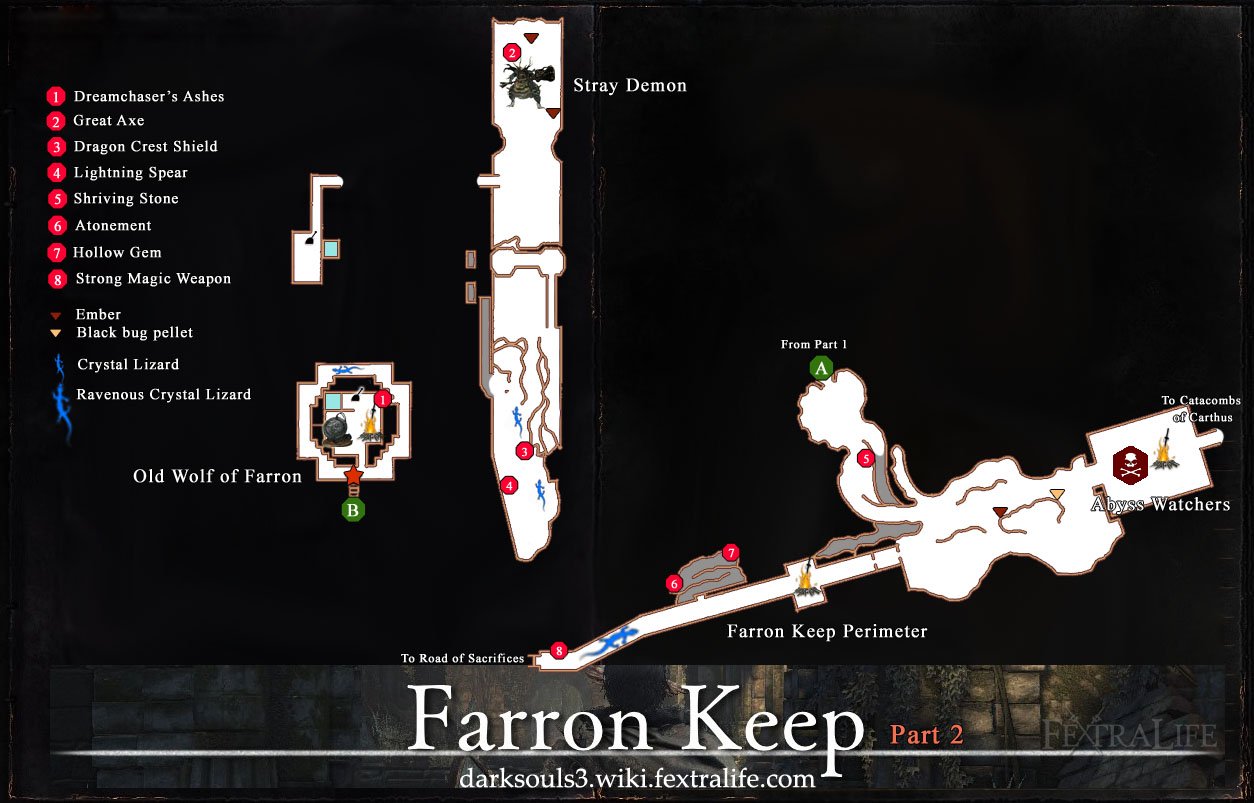 2
Stray Demon
1 Dreamchaser's Ashes
2 Great Axe
3 Dragon Crest Shield
4 Lightning Spear
5 Shriving Stone
6 Atonement
7 Hollow Gem
8 Strong Magic Weapon
Ember
Black bug pellet
Crystal Lizard
Ravenous Crystal Lizard
1
Old Wolf of Farron
B
3
4
From Part 1
A
To Catacombs
of Carthus
5
Abyss Watchers
7
6
Farron Keep Perimeter
8
To Road of Sacrifices
Farron Keep Part 2
FEXTRALIFE
darksouls3.wiki.fextralife.com